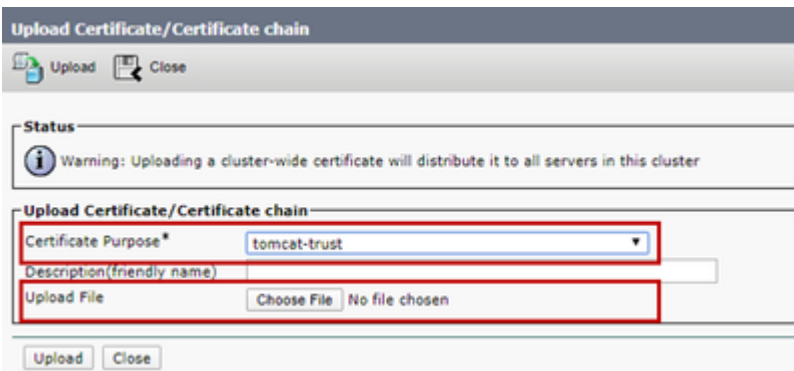 Upload Certificate/Certificate chain
Upload Close
Status
Warning: Uploading a cluster-wide certificate will distribute it to all servers in this cluster
Upload Certificate/Certificate chain
Certificate Purpose* tomcat-trust
Description(friendly name)
Upload File Choose File No file chosen
Upload Close